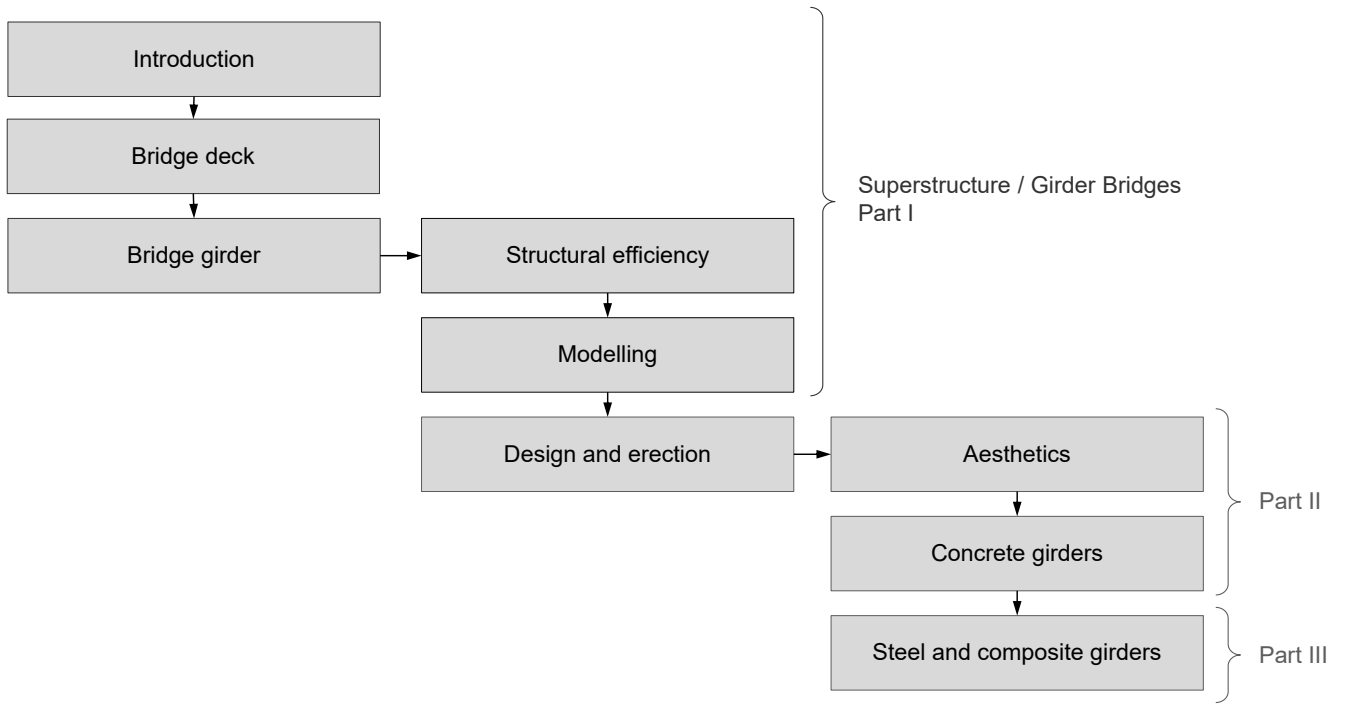 Introduction
Bridge deck
Bridge girder
Structural efficiency
Modelling
Superstructure / Girder Bridges
Part I
Design and erection
Aesthetics
Concrete girders
Part II
Steel and composite girders
Part III